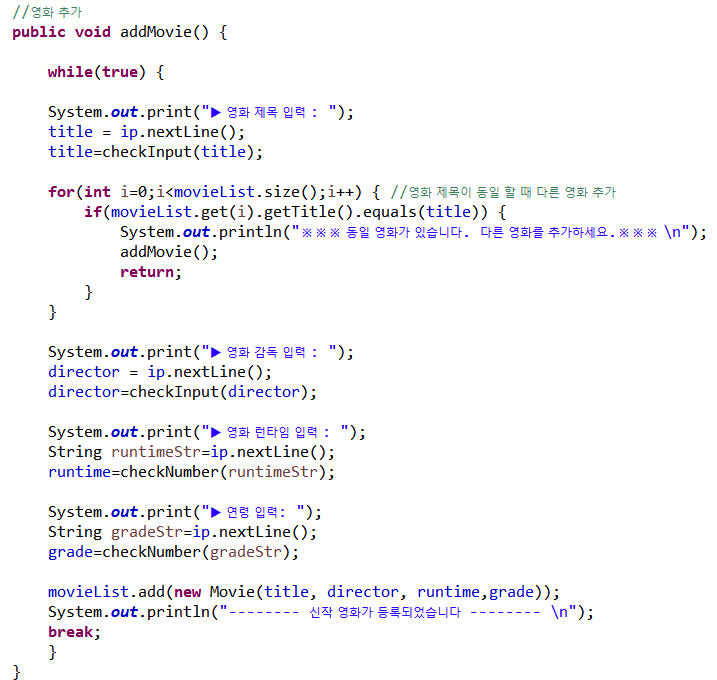 //영화 추가
public void addMovie() {
while(true) {
System.out.print("▶ 영화 제목 입력 : ");
title = ip.nextLine();
title=checkInput(title);
for(int i=0;i<movieList.size();i++) { //영화 제목이 동일 할 때 다른 영화 추가
if(movieList.get(i).getTitle().equals(title)) {
System.out.println("※※※ 동일 영화가 있습니다. 다른 영화를 추가하세요.※※※ \n");
addMovie();
return;
}
}
System.out.print("▶ 영화 감독 입력 : ");
director = ip.nextLine();
director=checkInput(director);
System.out.print("▶ 영화 런타임 입력 : ");
String runtimeStr=ip.nextLine();
runtime=checkNumber(runtimeStr);
System.out.print("▶ 연령 입력: ");
String gradeStr=ip.nextLine();
grade=checkNumber(gradeStr);
movieList.add(new Movie(title, director, runtime,grade));
System.out.println("-------- 신작 영화가 등록되었습니다 -------- \n");
break;
}
}